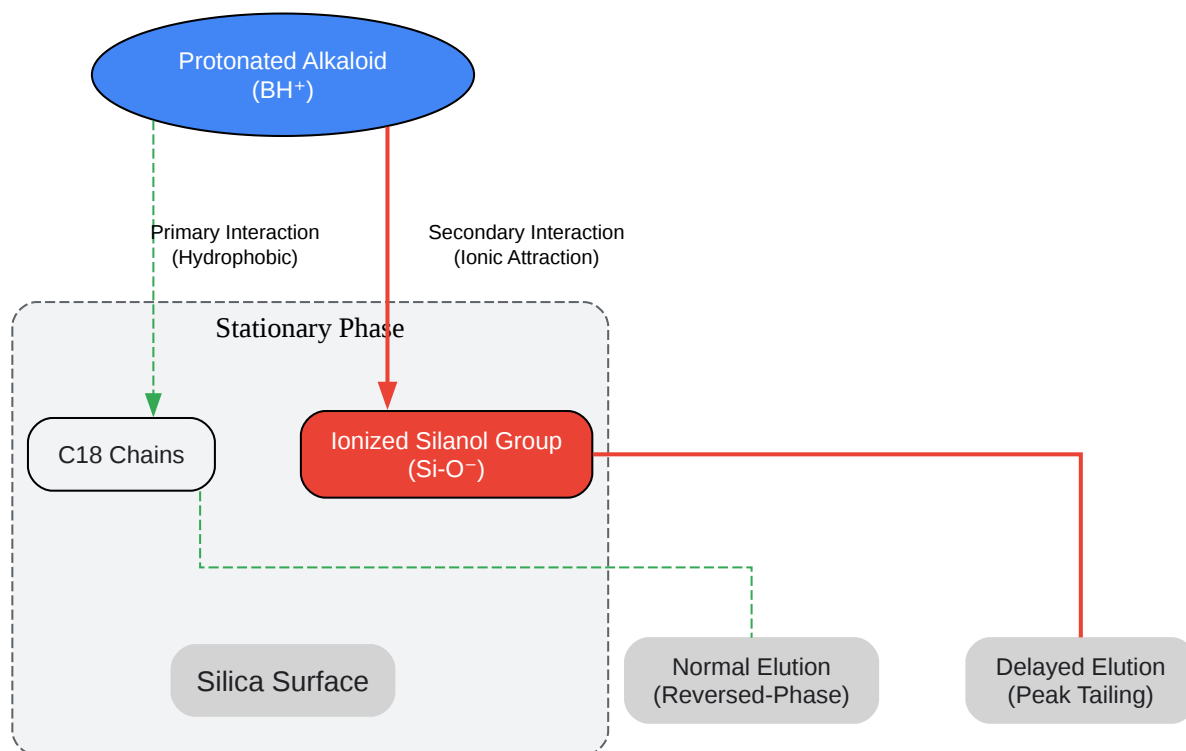 Protonated Alkaloid
(BH⁺)
Primary Interaction
(Hydrophobic)
Secondary Interaction
(Ionic Attraction)
Stationary Phase
C18 Chains
Ionized Silanol Group
(Si-O⁻)
Silica Surface
Normal Elution
(Reversed-Phase)
Delayed Elution
(Peak Tailing)